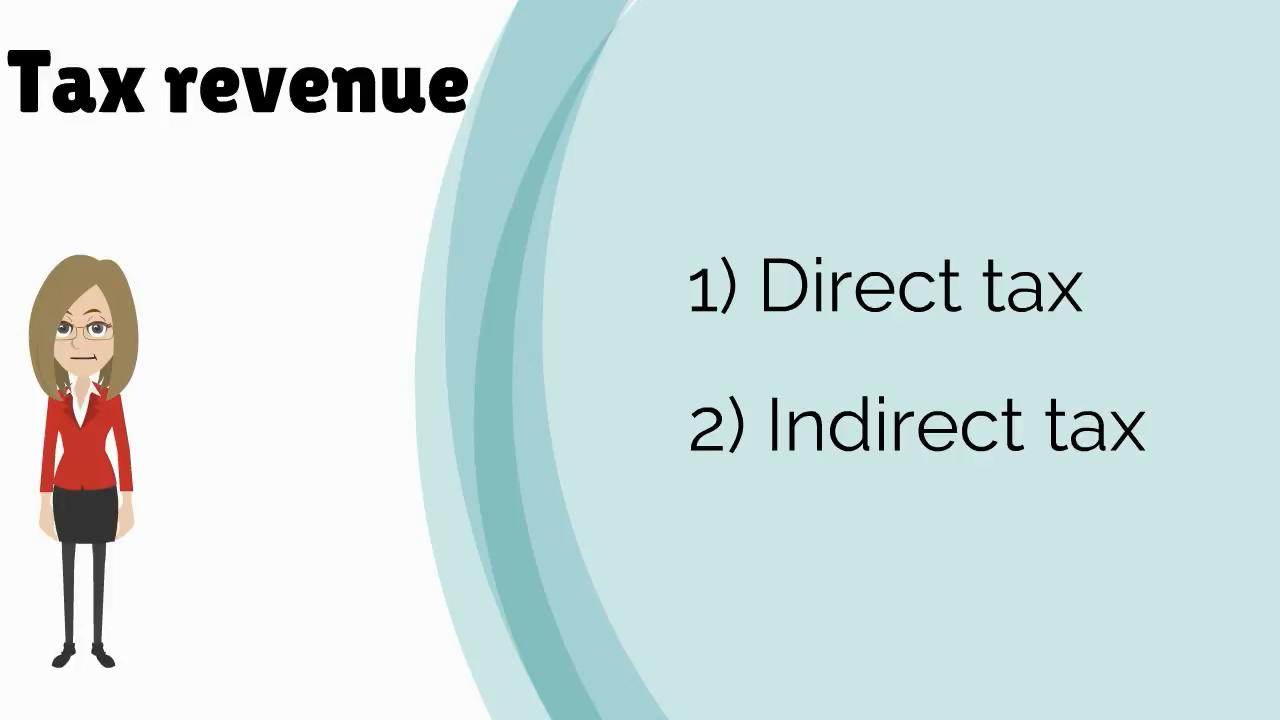 Tax revenue
1) Direct tax
2) Indirect tax